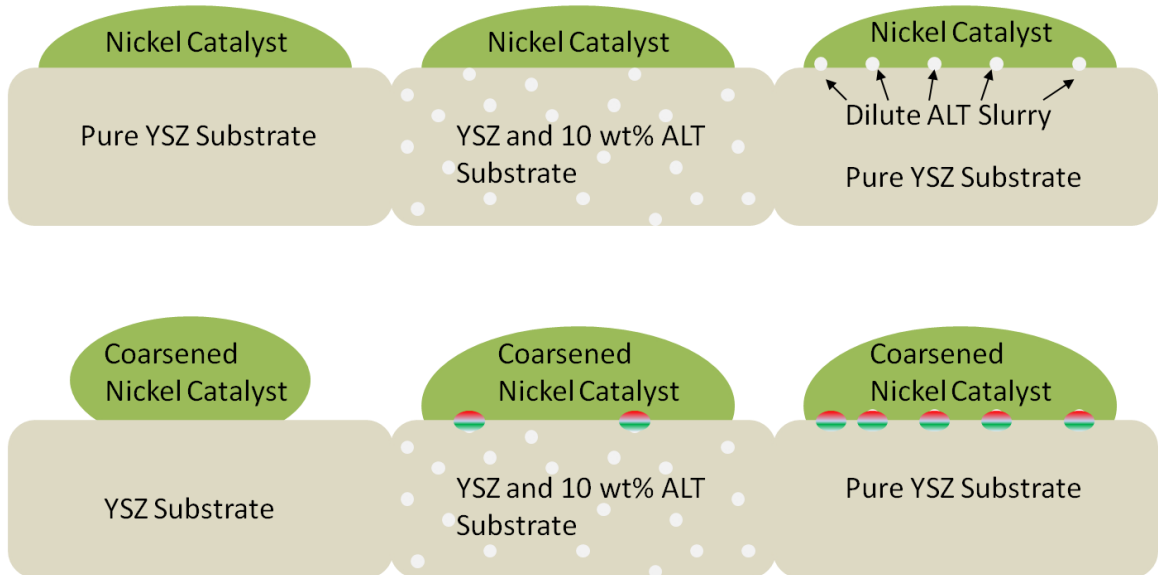 Nickel Catalyst
Pure YSZ Substrate
Nickel Catalyst
YSZ and 10 wt% ALT
Substrate
Nickel Catalyst
Dilute ALT Slurry
Pure YSZ Substrate
Coarsened
Nickel Catalyst
YSZ Substrate
Coarsened
Nickel Catalyst
YSZ and 10 wt% ALT
Substrate
Coarsened
Nickel Catalyst
Pure YSZ Substrate